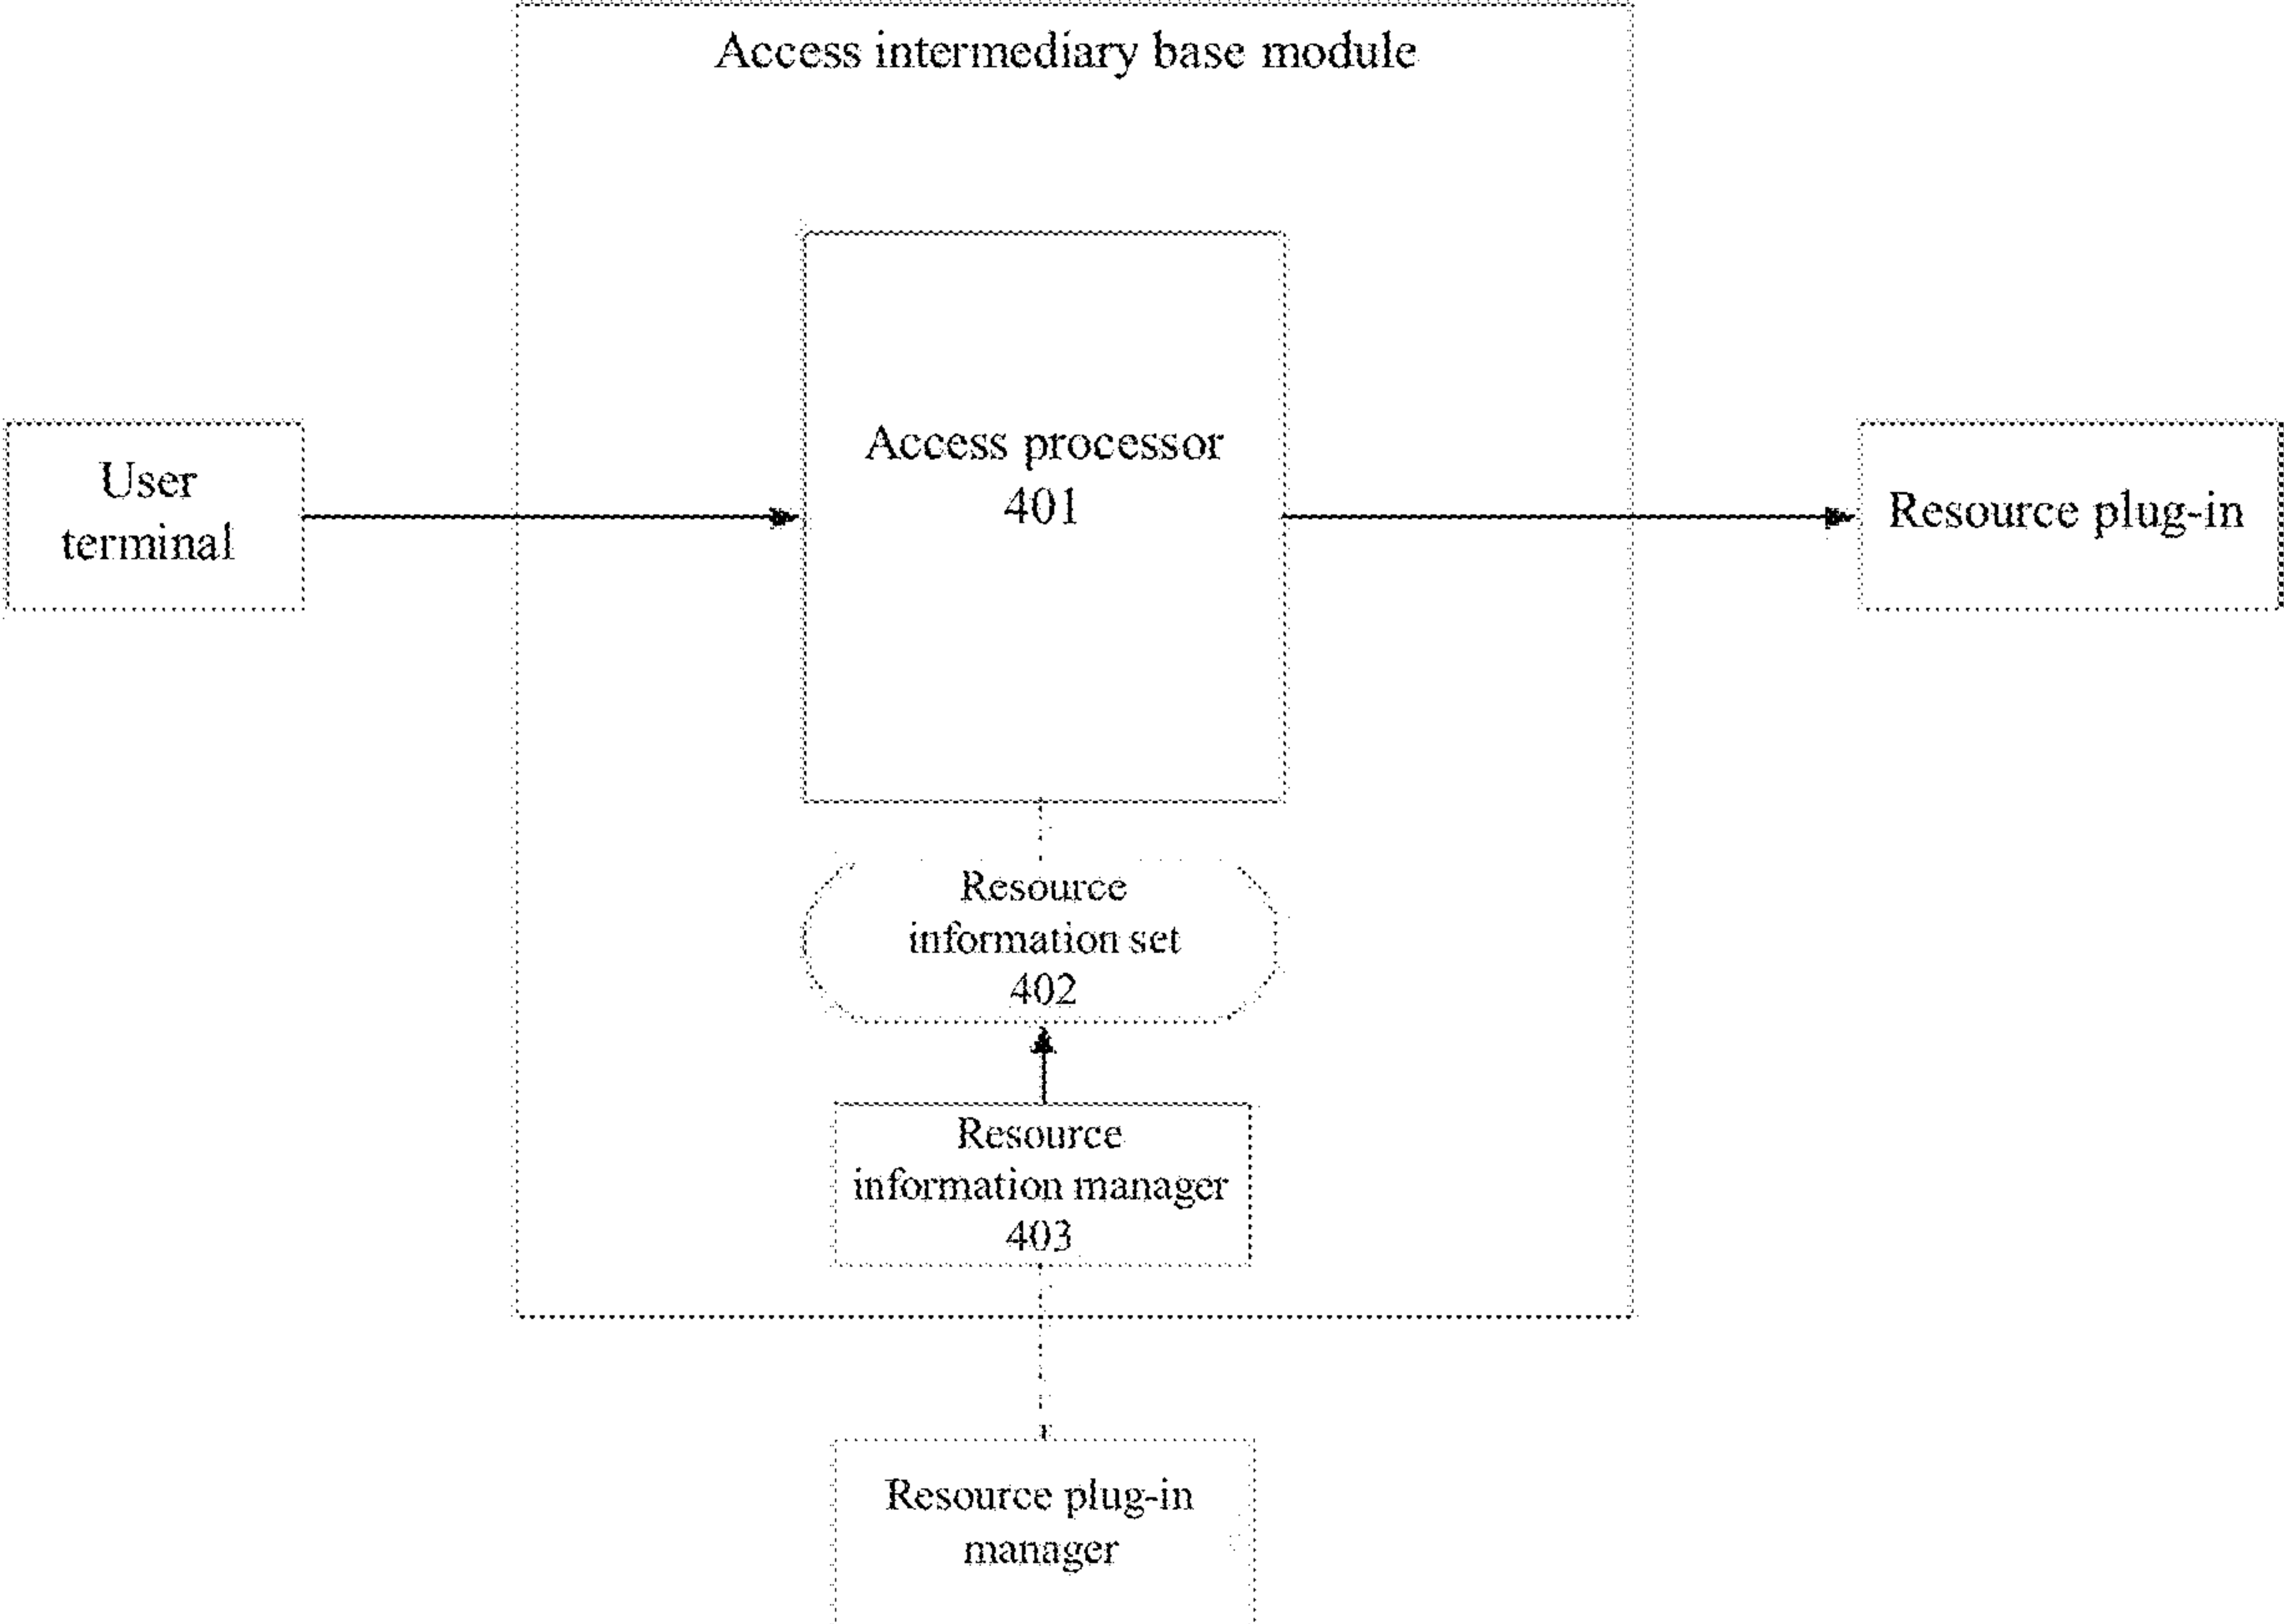 Access intermediary base module
User
terminal
Access processor
401
Resource plug-in
Resource
information set
402
Resource
information manager
403
Resource plug-in
manager